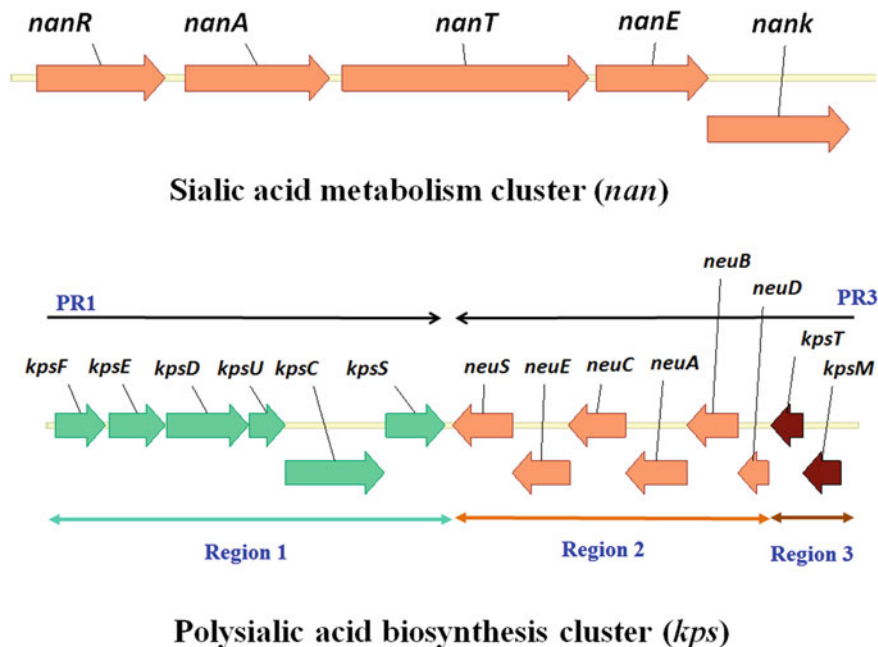 nanR nanA nanT nanE nank
Sialic acid metabolism cluster (nan)
neuB
neuD
PR1 PR3
kpsT
kpsF kpsE kpsD kpsU kpsC kpsS neuS neuE neuC neuA kpsM
Region 1 Region 2 Region 3
Polysialic acid biosynthesis cluster (kps)